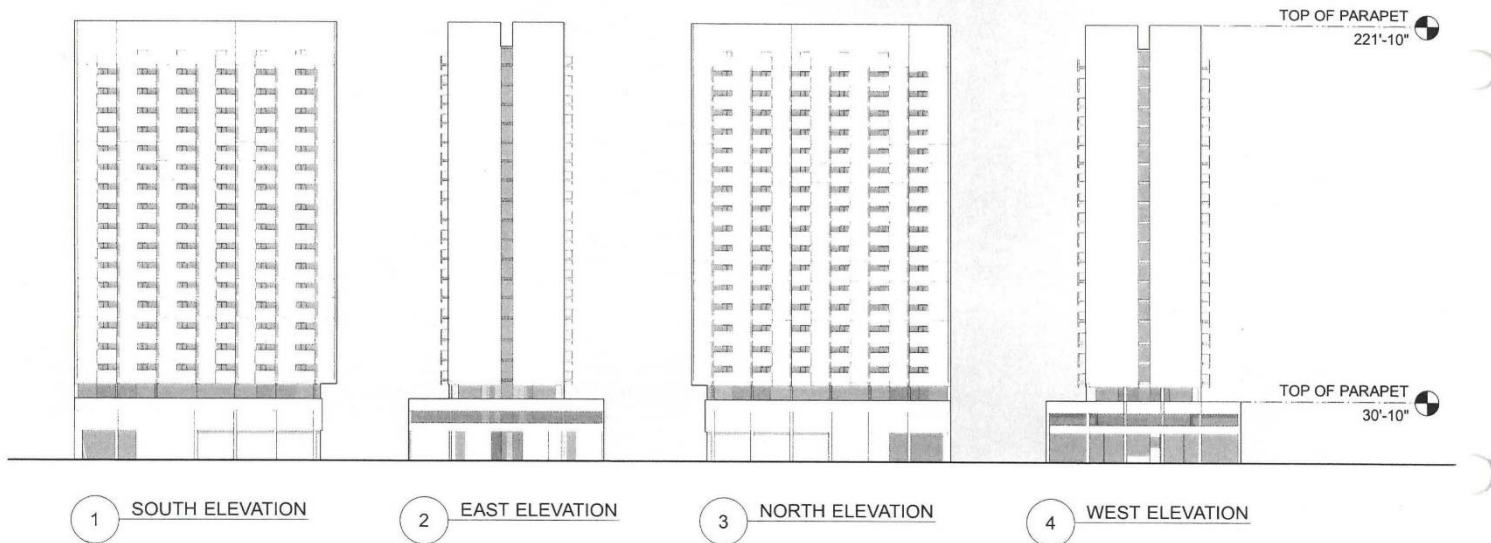 TOP OF PARAPET
221'-10"
TOP OF PARAPET
30'-10"
1 SOUTH ELEVATION
2 EAST ELEVATION
3 NORTH ELEVATION
4 WEST ELEVATION